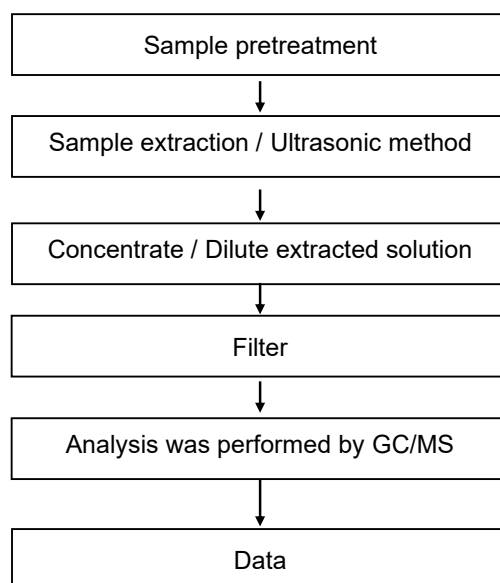 Sample pretreatment
Sample extraction / Ultrasonic method
Concentrate / Dilute extracted solution
Filter
Analysis was performed by GC/MS
Data